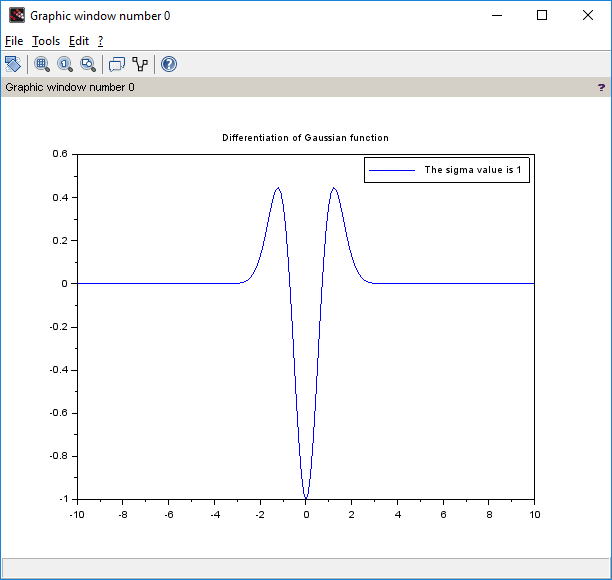 Graphic window number 0
File Tools Edit ?
Graphic window number 0 ?
Differentiation of Gaussian function
The sigma value is 1
0.6
0.4
0.2
0
-0.2
-0.4
-0.6
-0.8
-1
-10 -8 -6 -4 -2 0 2 4 6 8 10